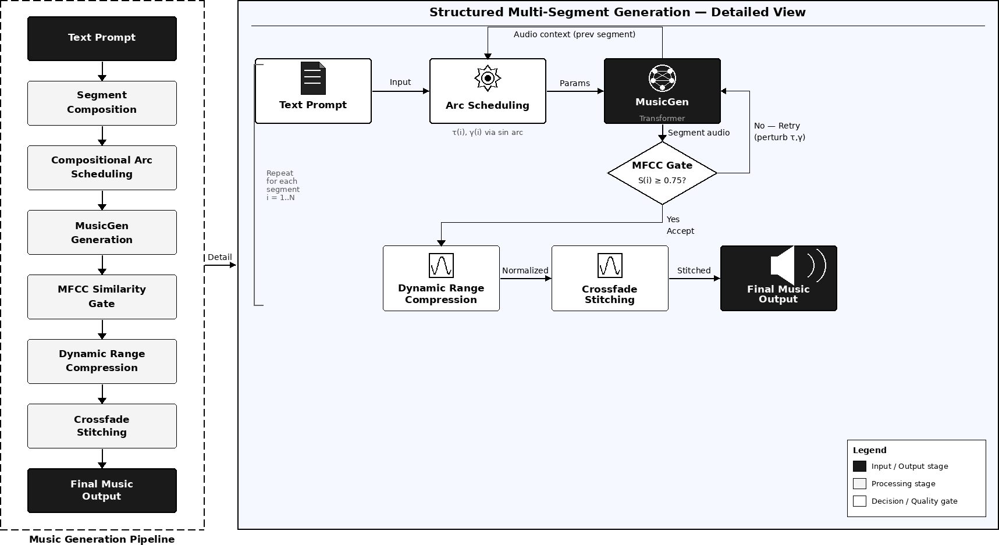 Text Prompt
Segment
Composition
Compositional Arc
Scheduling
MusicGen
Generation
MFCC Similarity
Gate
Dynamic Range
Compression
Crossfade
Stitching
Final Music
Output
Music Generation Pipeline
Detail
Structured Multi-Segment Generation — Detailed View
Audio context (prev segment)
Text Prompt
Input
Arc Scheduling
τ(i), γ(i) via sin arc
Params
MusicGen
Transformer
Segment audio
No — Retry
(perturb τ,γ)
MFCC Gate
S(i) ≥ 0.75?
Yes
Accept
Repeat
for each
segment
i = 1..N
Dynamic Range
Compression
Normalized
Crossfade
Stitching
Stitched
Final Music
Output
Legend
Input / Output stage
Processing stage
Decision / Quality gate